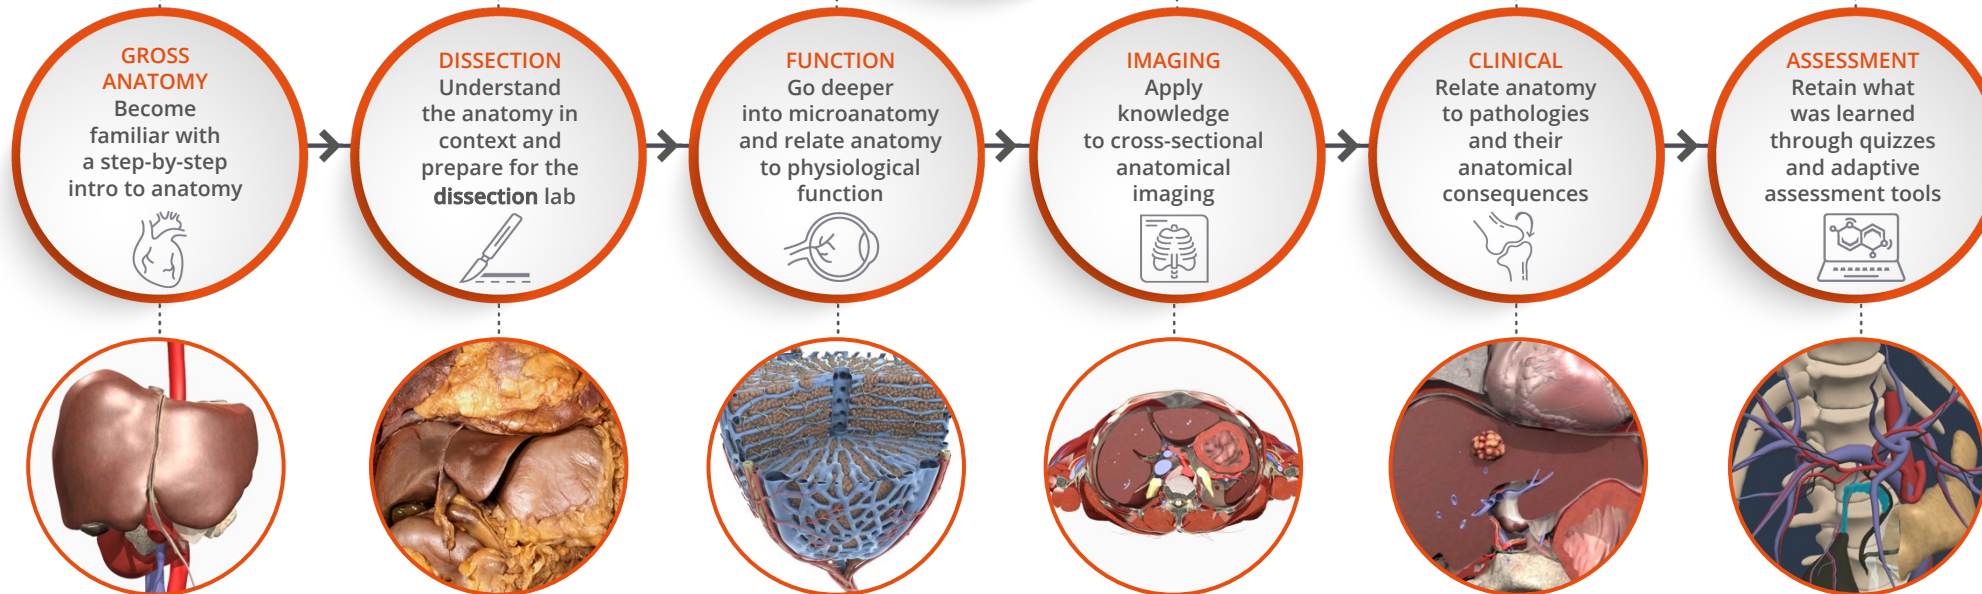 GROSS
ANATOMY
Become
familiar with
a step-by-step
intro to anatomy
DISSECTION
Understand
the anatomy in
context and
prepare for the
dissection lab
FUNCTION
Go deeper
into microanatomy
and relate anatomy
to physiological
function
IMAGING
Apply
knowledge
to cross-sectional
anatomical
imaging
CLINICAL
Relate anatomy
to pathologies
and their
anatomical
consequences
ASSESSMENT
Retain what
was learned
through quizzes
and adaptive
assessment tools